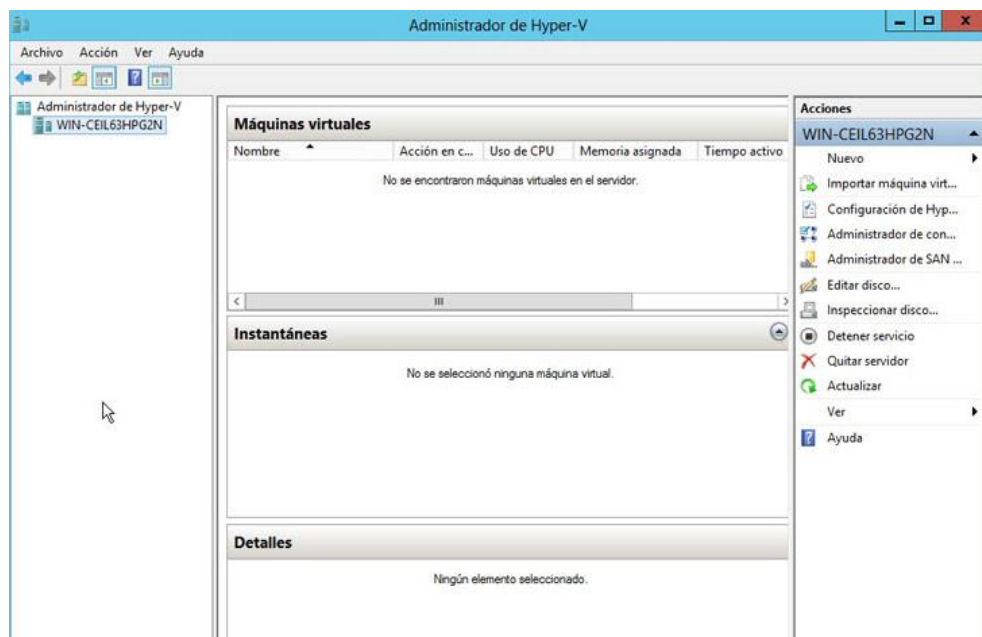 Administrador de Hyper-V
Archivo Acción Ver Ayuda
Administrador de Hyper-V
WIN-CEIL63HPG2N
Máquinas virtuales
Nombre Acción en c... Uso de CPU Memoria asignada Tiempo activo
No se encontraron máquinas virtuales en el servidor.
Instantáneas
No se seleccionó ninguna máquina virtual.
Detalles
Ningún elemento seleccionado.
Acciones
WIN-CEIL63HPG2N
Nuevo
Importar máquina virt...
Configuración de Hyp...
Administrador de con...
Administrador de SAN ...
Editar disco...
Inspeccionar disco...
Detener servicio
Quitar servidor
Actualizar
Ver
Ayuda